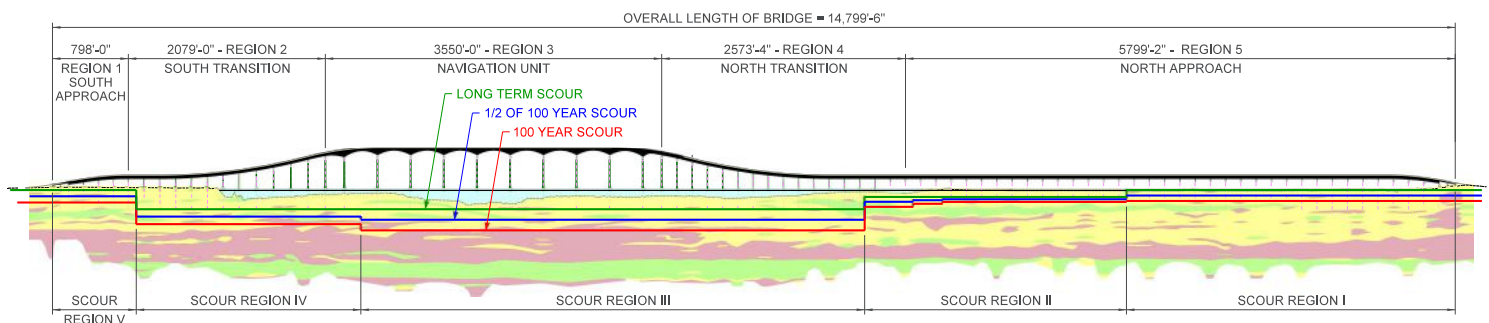 OVERALL LENGTH OF BRIDGE = 14,799'-6"
798'-0"
2079'-0" - REGION 2
3550'-0" - REGION 3
2573'-4" - REGION 4
5799'-2" - REGION 5
REGION 1
SOUTH
APPROACH
SOUTH TRANSITION
NAVIGATION UNIT
NORTH TRANSITION
NORTH APPROACH
LONG TERM SCOUR
1/2 OF 100 YEAR SCOUR
100 YEAR SCOUR
SCOUR
REGION V
SCOUR REGION IV
SCOUR REGION III
SCOUR REGION II
SCOUR REGION I